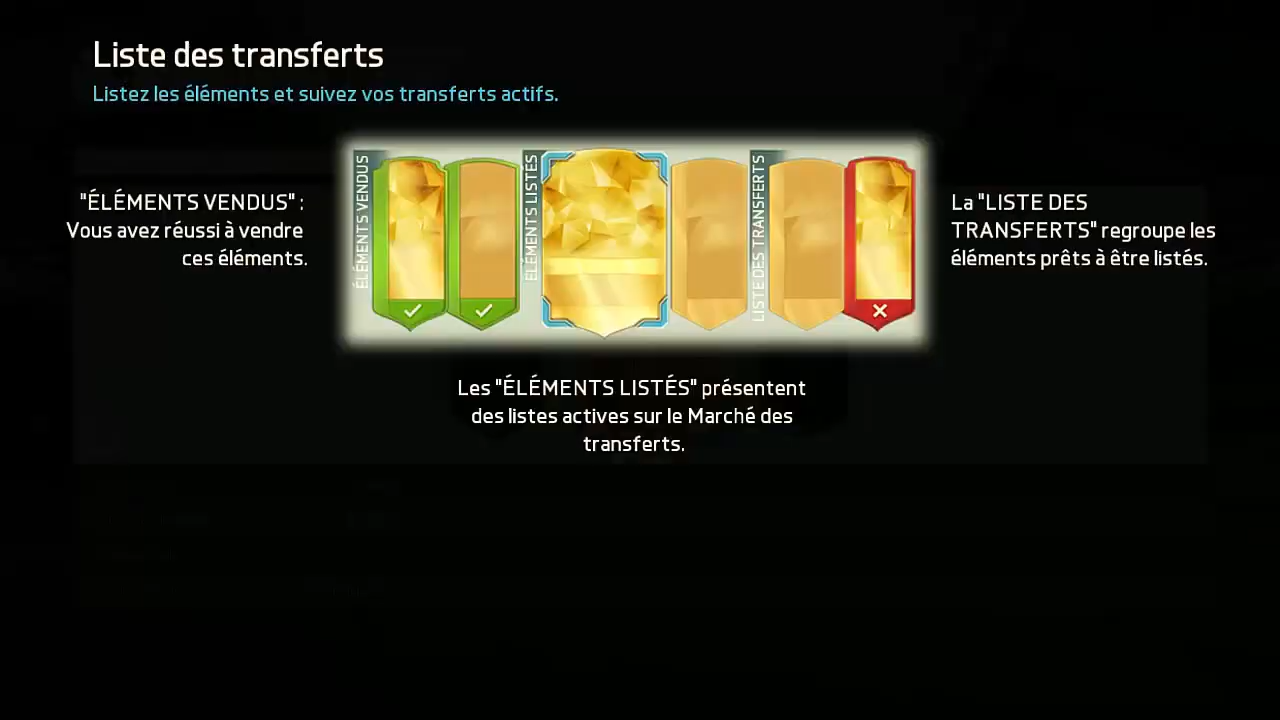 Liste des transferts
Listez les éléments et suivez vos transferts actifs.
"ÉLÉMENTS VENDUS" :
Vous avez réussi à vendre
ces éléments.
ÉLÉMENTS VENDUS
ÉLÉMENTS LISTÉS
LISTE DES TRANSFERTS
La "LISTE DES
TRANSFERTS" regroupe les
éléments prêts à être listés.
Les "ÉLÉMENTS LISTÉS" présentent
des listes actives sur le Marché des
transferts.